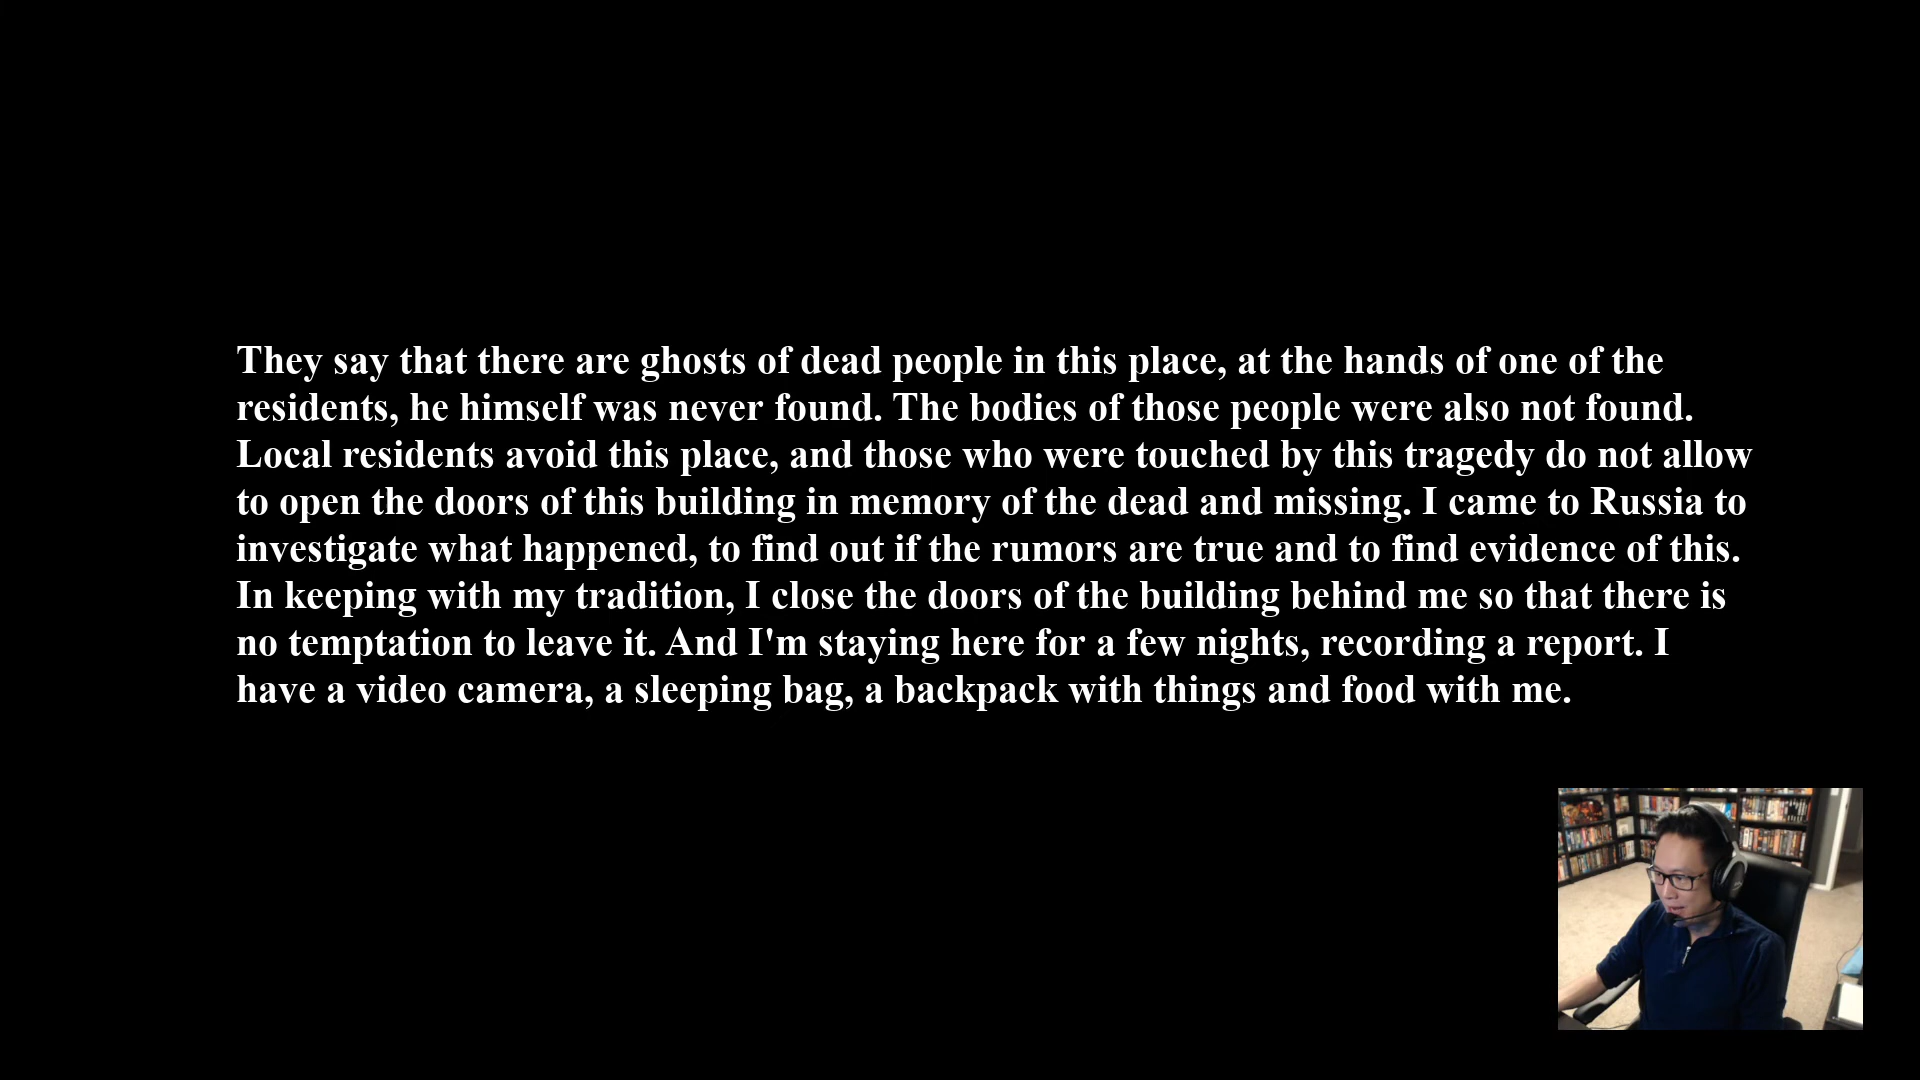 They say that there are ghosts of dead people in this place, at the hands of one of the
residents, he himself was never found. The bodies of those people were also not found.
Local residents avoid this place, and those who were touched by this tragedy do not allow
to open the doors of this building in memory of the dead and missing. I came to Russia to
investigate what happened, to find out if the rumors are true and to find evidence of this.
In keeping with my tradition, I close the doors of the building behind me so that there is
no temptation to leave it. And I'm staying here for a few nights, recording a report. I
have a video camera, a sleeping bag, a backpack with things and food with me.